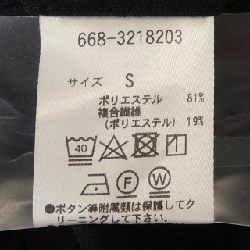 668-3218203
サイズ S
ポリエステル 81%
複合繊維
(ポリエステル) 19%
40
F W
●ボタン等附属類は保護してク
リーニングして下さい。